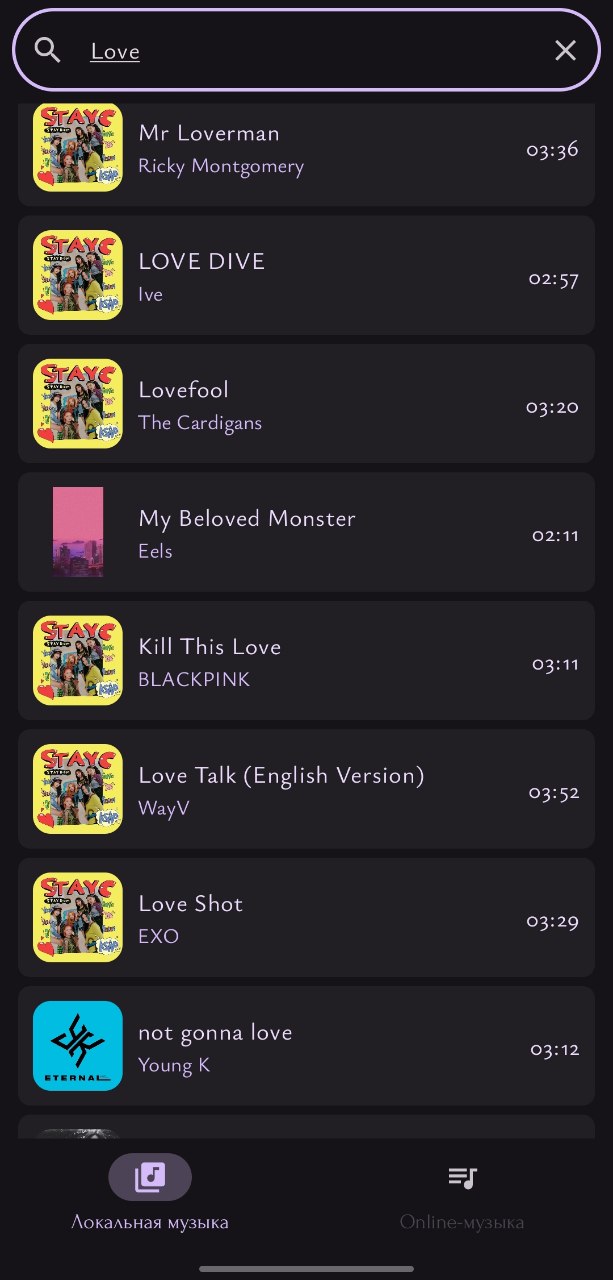 Love
Mr Loverman
Ricky Montgomery
03:36
LOVE DIVE
Ive
02:57
Lovefool
The Cardigans
03:20
My Beloved Monster
Eels
02:11
Kill This Love
BLACKPINK
03:11
Love Talk (English Version)
WayV
03:52
Love Shot
EXO
03:29
ETERNAL
not gonna love
Young K
03:12
Локальная музыка
Online-музыка